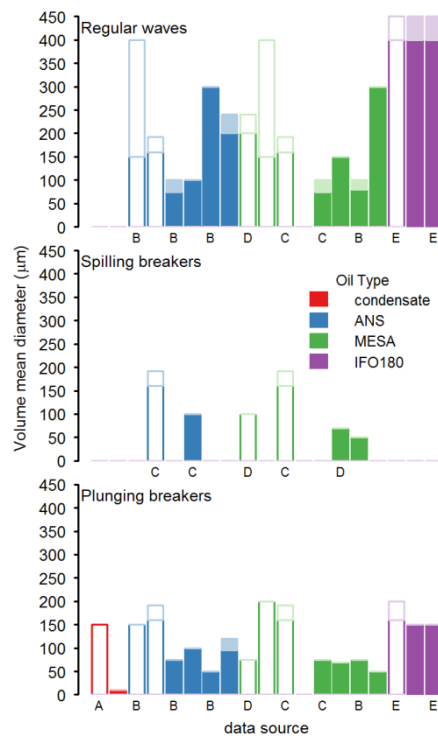 Regular waves
450
400
350
300
250
200
150
100
50
0
B B B D C C B E E
Volume mean diameter (μm)
Spilling breakers
450
400
350
300
250
200
150
100
50
0
Oil Type
condensate
ANS
MESA
IFO180
C C D C D
Plunging breakers
450
400
350
300
250
200
150
100
50
0
A B B B D C C B E E
data source